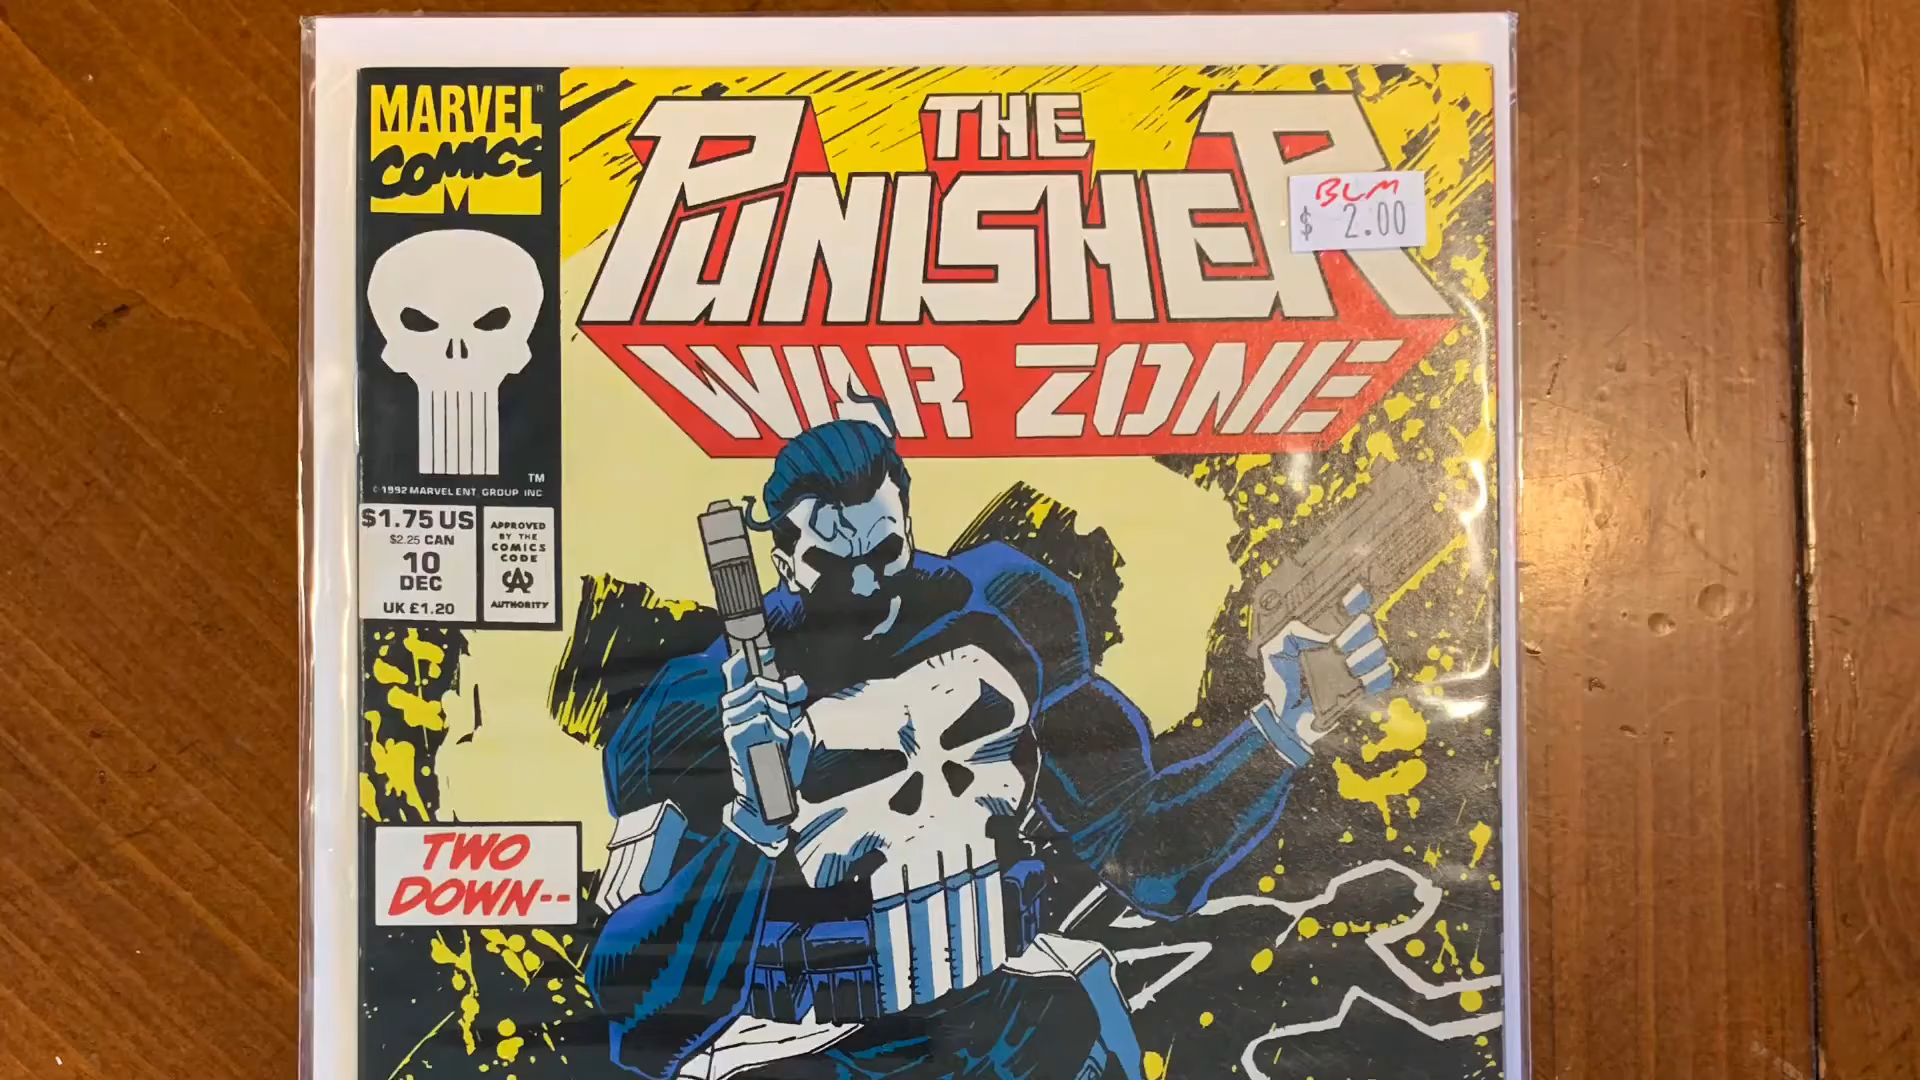 MARVEL
COMICS
M
TM
©1992 MARVEL ENT. GROUP INC
$1.75 US
$2.25 CAN
10
DEC
UK £1.20
APPROVED
BY THE
COMICS
CODE
CA
AUTHORITY
THE
PUNISHER
WAR ZONE
BLM
$ 2.00
TWO
DOWN--